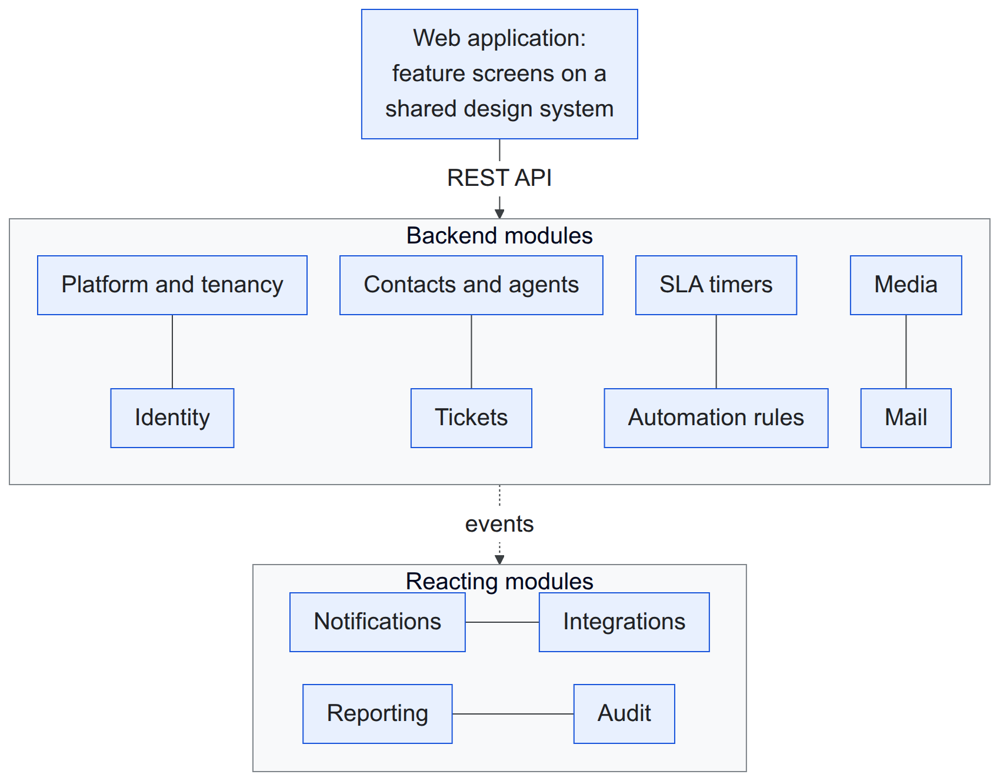 Web application:
feature screens on a
shared design system
REST API
Backend modules
Platform and tenancy
Contacts and agents
SLA timers
Media
Identity
Tickets
Automation rules
Mail
events
Reacting modules
Notifications
Integrations
Reporting
Audit